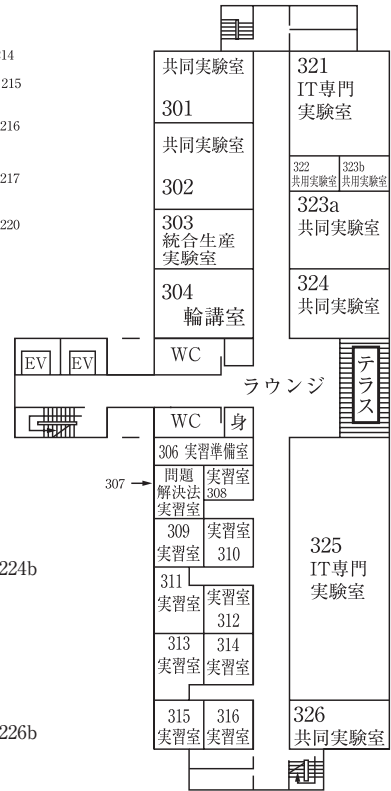 214
215
216
217
220
224b
226b
共同実験室
301
共同実験室
302
303
統合生産
実験室
304
輪講室
321
IT専門
実験室
322
共用実験室
323b
共用実験室
323a
共同実験室
324
共同実験室
EV
EV
WC
ラウンジ
テラス
WC
身
306 実習準備室
307
問題
解決法
実習室
実習室
308
309
実習室
実習室
310
311
実習室
実習室
312
313
実習室
314
実習室
315
実習室
316
実習室
325
IT専門
実験室
326
共同実験室